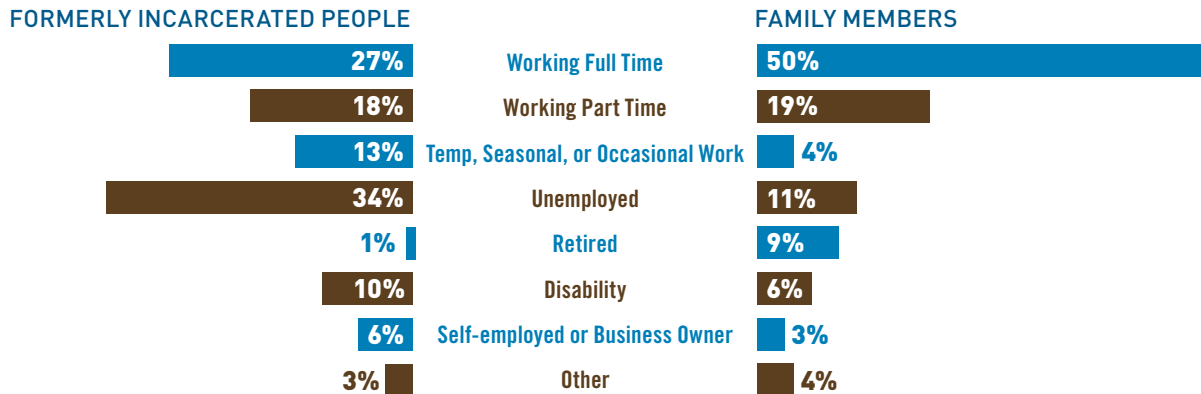 FORMERLY INCARCERATED PEOPLE FAMILY MEMBERS
27% Working Full Time 50%
18% Working Part Time 19%
13% Temp, Seasonal, or Occasional Work 4%
34% Unemployed 11%
1% Retired 9%
10% Disability 6%
6% Self-employed or Business Owner 3%
3% Other 4%